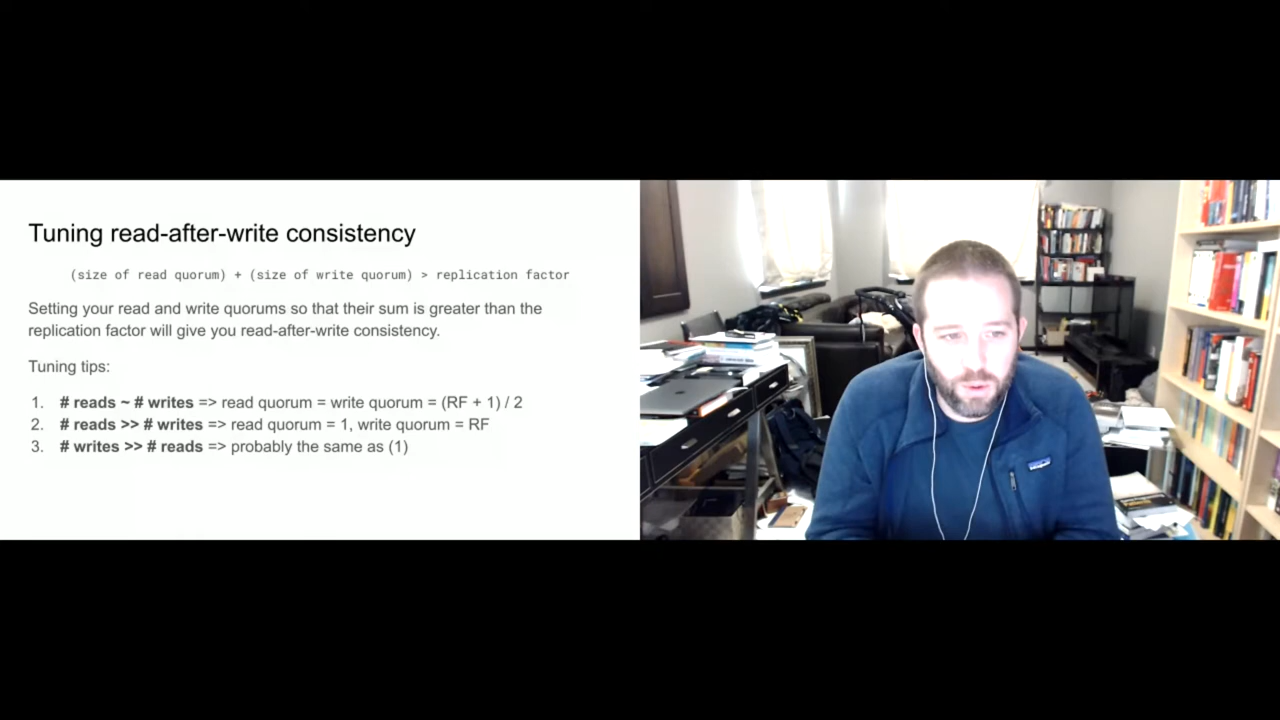 Tuning read-after-write consistency
(size of read quorum) + (size of write quorum) > replication factor
Setting your read and write quorums so that their sum is greater than the
replication factor will give you read-after-write consistency.
Tuning tips:
1. # reads ~ # writes => read quorum = write quorum = (RF + 1) / 2
2. # reads >> # writes => read quorum = 1, write quorum = RF
3. # writes >> # reads => probably the same as (1)